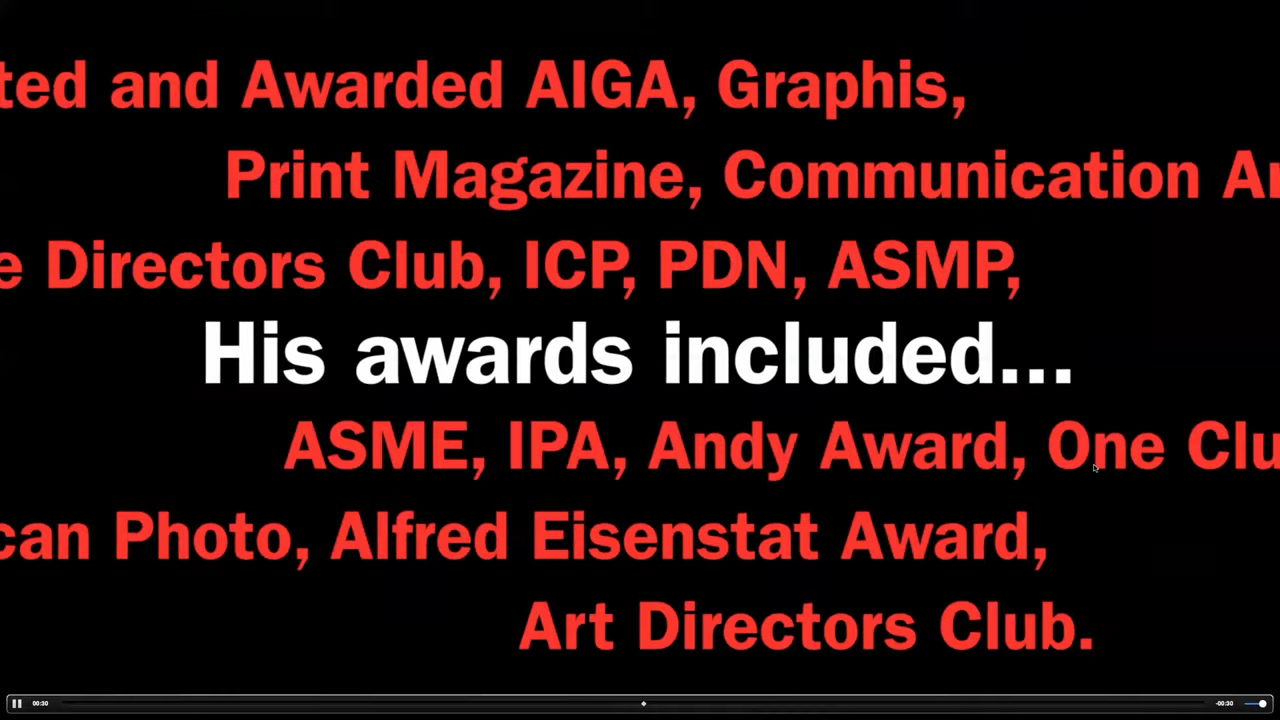 ted and Awarded AIGA, Graphis,
Print Magazine, Communication Ar
e Directors Club, ICP, PDN, ASMP,
His awards included...
ASME, IPA, Andy Award, One Clu
can Photo, Alfred Eisenstat Award,
Art Directors Club.
00:30 -00:30